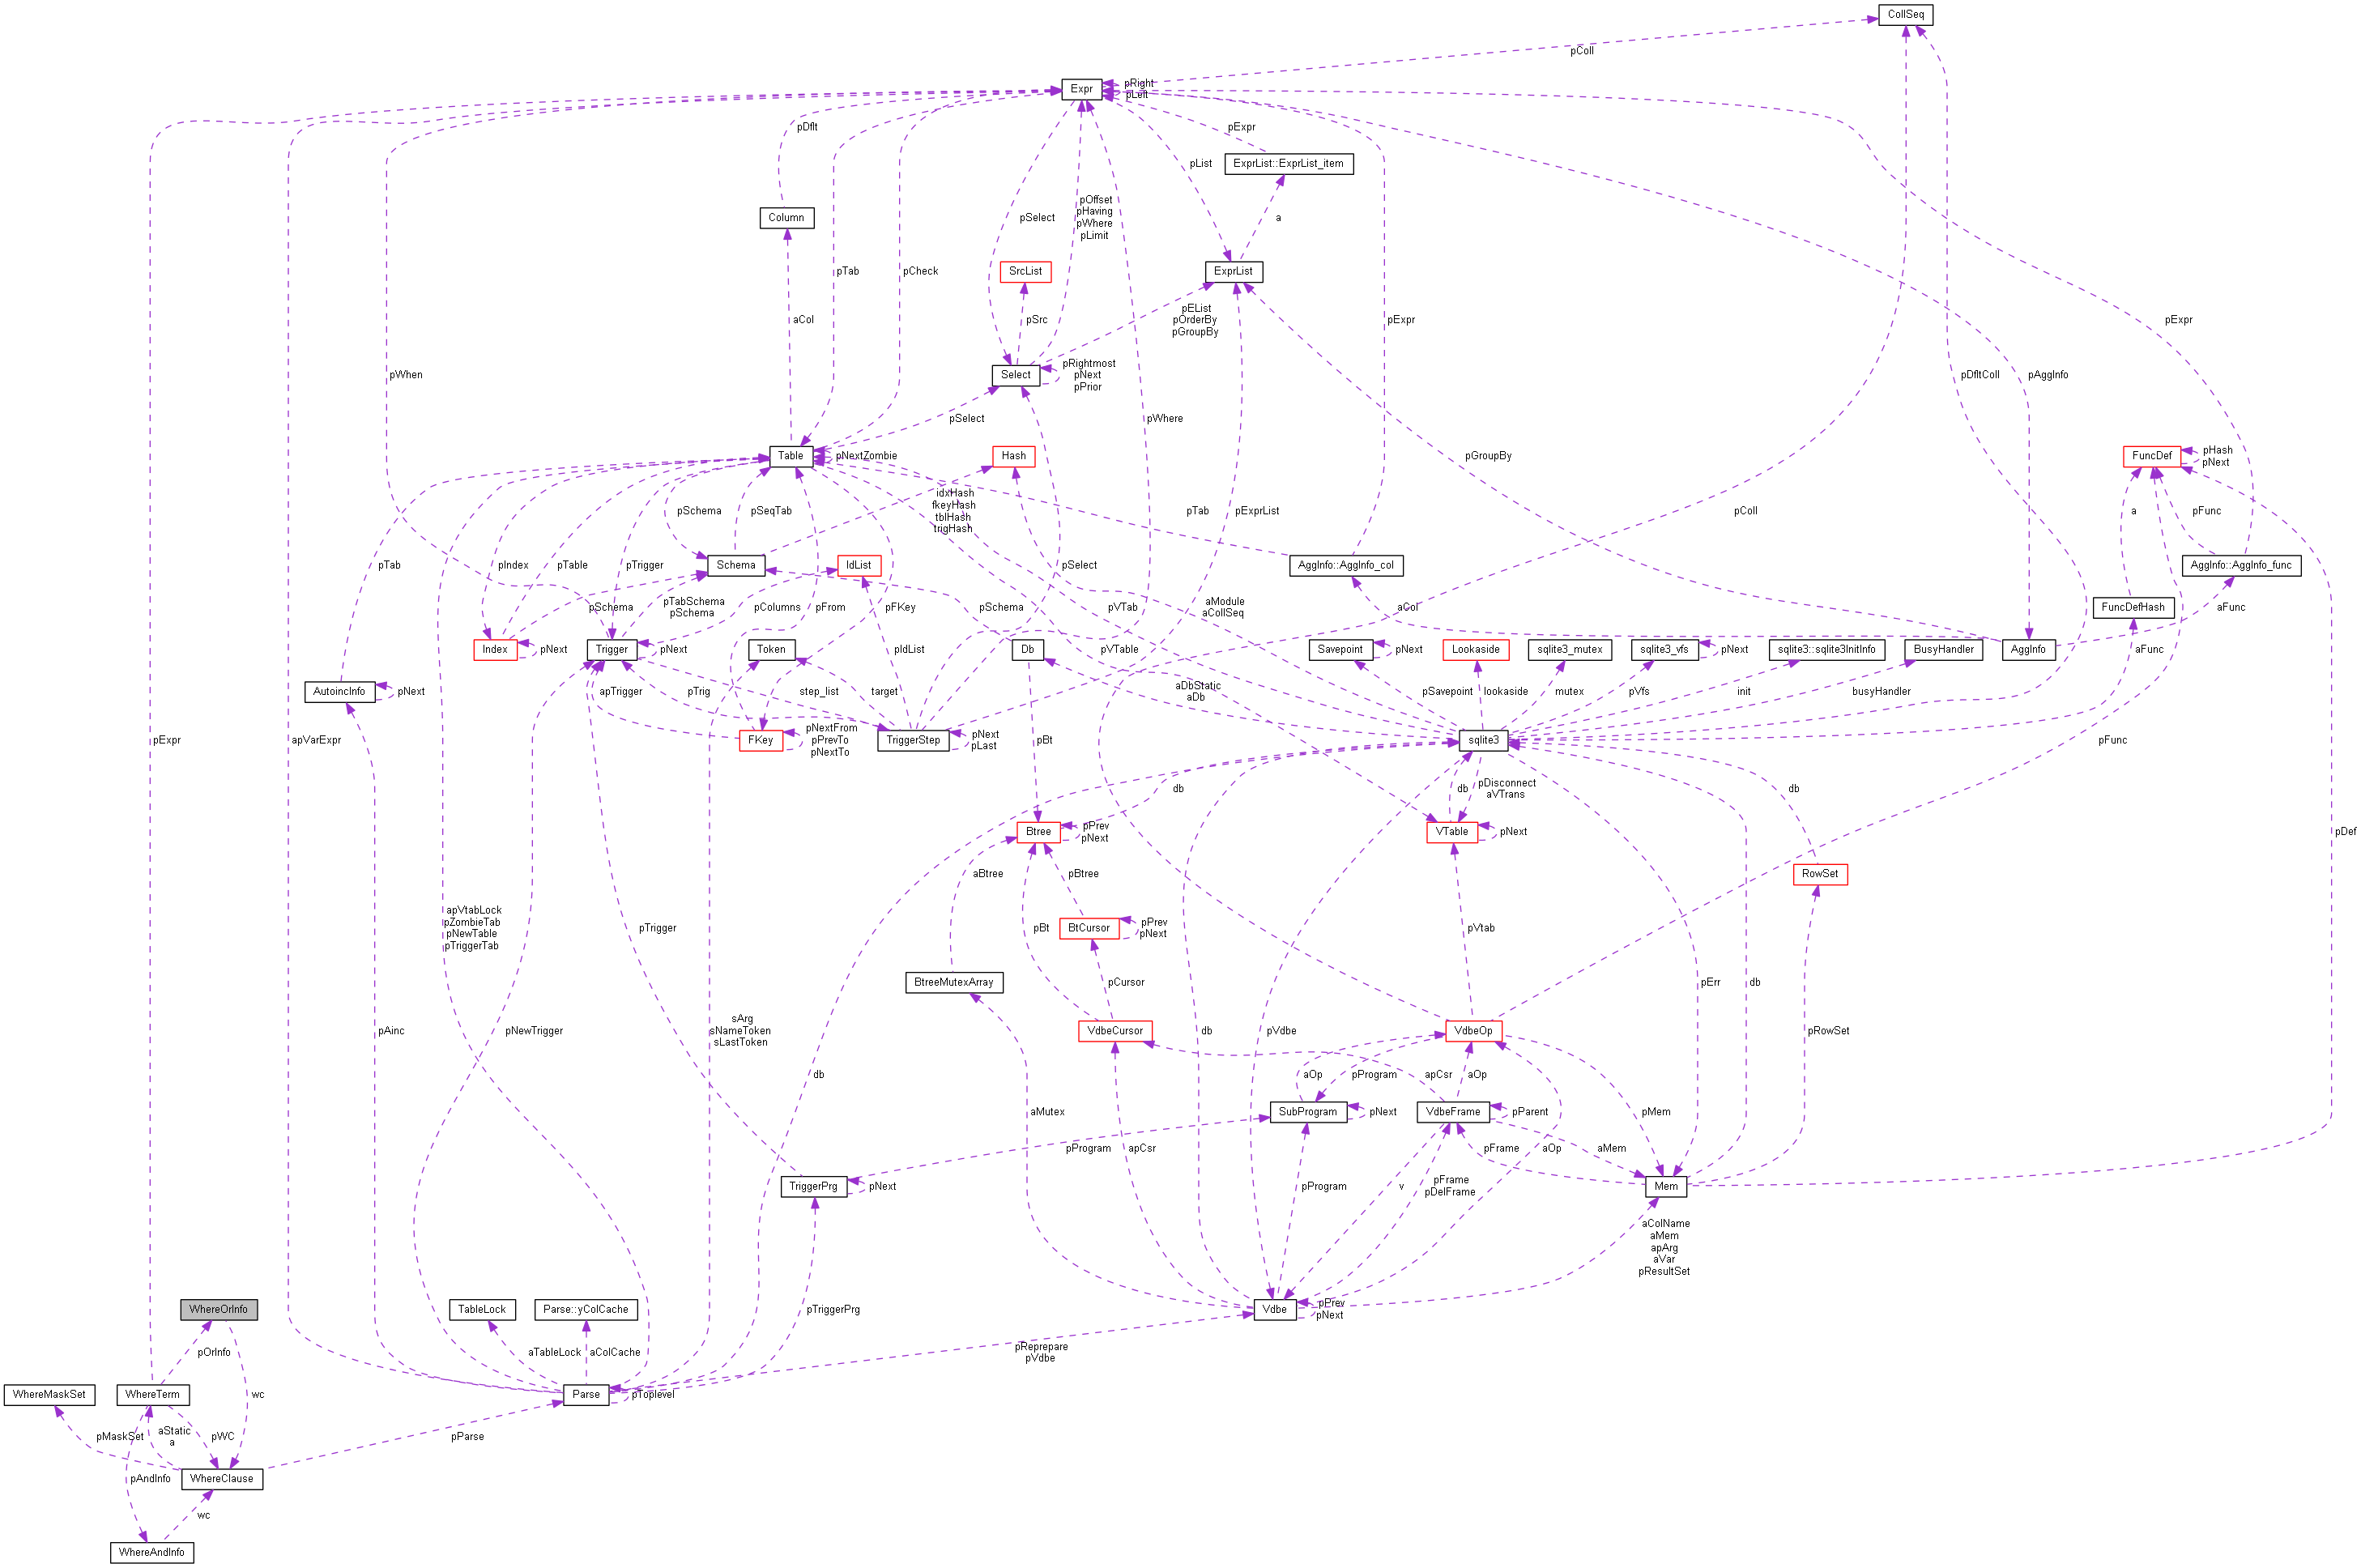 CollSeq
pColl
Expr
pRight
pLeft
pDflt
pExpr
ExprList::ExprList_item
pList
Column
pSelect
pOffset
pHaving
pWhere
pLimit
a
pTab
pCheck
SrcList
ExprList
aCol
pSrc
pEList
pOrderBy
pGroupBy
pExpr
pExpr
pWhen
Select
pRightmost
pNext
pPrior
pDfltColl
pAggInfo
pSelect
pWhere
Table
pNextZombie
Hash
pGroupBy
FuncDef
pHash
pNext
idxHash
fkeyHash
tblHash
trigHash
pSchema
pSeqTab
pExprList
pTab
pColl
a
pFunc
pTab
pIndex
pTable
pTrigger
Schema
IdList
pSelect
AggInfo::AggInfo_col
AggInfo::AggInfo_func
pSchema
pTabSchema
pSchema
pColumns
pFrom
pFKey
pSchema
pVTab
aModule
aCollSeq
aCol
FuncDefHash
aFunc
Index
pNext
Trigger
pNext
Token
Db
pVTable
Savepoint
pNext
Lookaside
sqlite3_mutex
sqlite3_vfs
pNext
sqlite3::sqlite3InitInfo
BusyHandler
AggInfo
aFunc
pIdList
AutoincInfo
pNext
apTrigger
pTrig
step_list
target
aDbStatic
aDb
pSavepoint
lookaside
mutex
pVfs
init
busyHandler
FKey
pNextFrom
pPrevTo
pNextTo
TriggerStep
pNext
pLast
sqlite3
pExpr
apVarExpr
pBt
pFunc
db
db
pDisconnect
aVTrans
db
Btree
pPrev
pNext
VTable
pNext
pDef
aBtree
pBtree
RowSet
apVtabLock
pZombieTab
pNewTable
pTriggerTab
pTrigger
pBt
BtCursor
pPrev
pNext
pVtab
BtreeMutexArray
pCursor
pErr
db
pAinc
pNewTrigger
sArg
sNameToken
sLastToken
VdbeCursor
db
pVdbe
VdbeOp
pRowSet
db
aOp
pProgram
apCsr
aOp
aMutex
SubProgram
pNext
VdbeFrame
pParent
pMem
pProgram
apCsr
pFrame
aOp
aMem
TriggerPrg
pNext
pProgram
pFrame
pDelFrame
v
Mem
aColName
aMem
apArg
aVar
pResultSet
WhereOrInfo
TableLock
Parse::yColCache
pTriggerPrg
Vdbe
pPrev
pNext
pOrInfo
aTableLock
aColCache
pReprepare
pVdbe
WhereMaskSet
WhereTerm
wc
Parse
pToplevel
pMaskSet
aStatic
a
pWC
pParse
pAndInfo
WhereClause
wc
WhereAndInfo